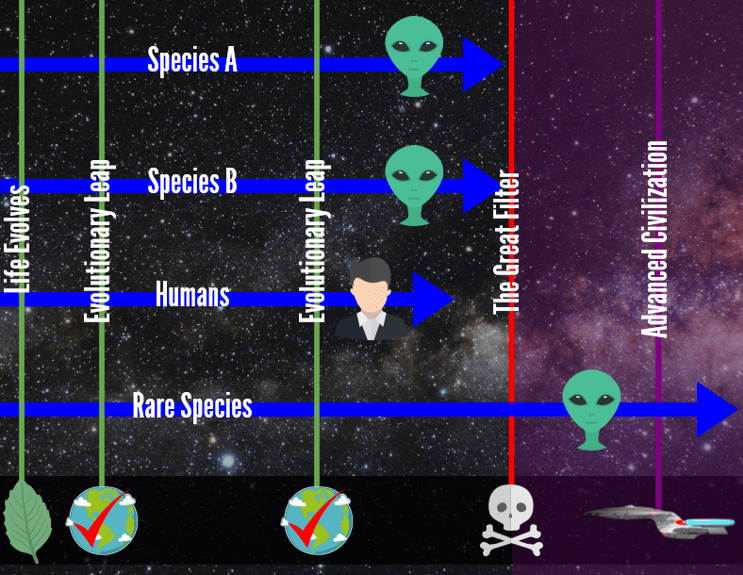 Species A
Species B
Humans
Rare Species
Life Evolves
Evolutionary Leap
Evolutionary Leap
The Great Filter
Advanced Civilization